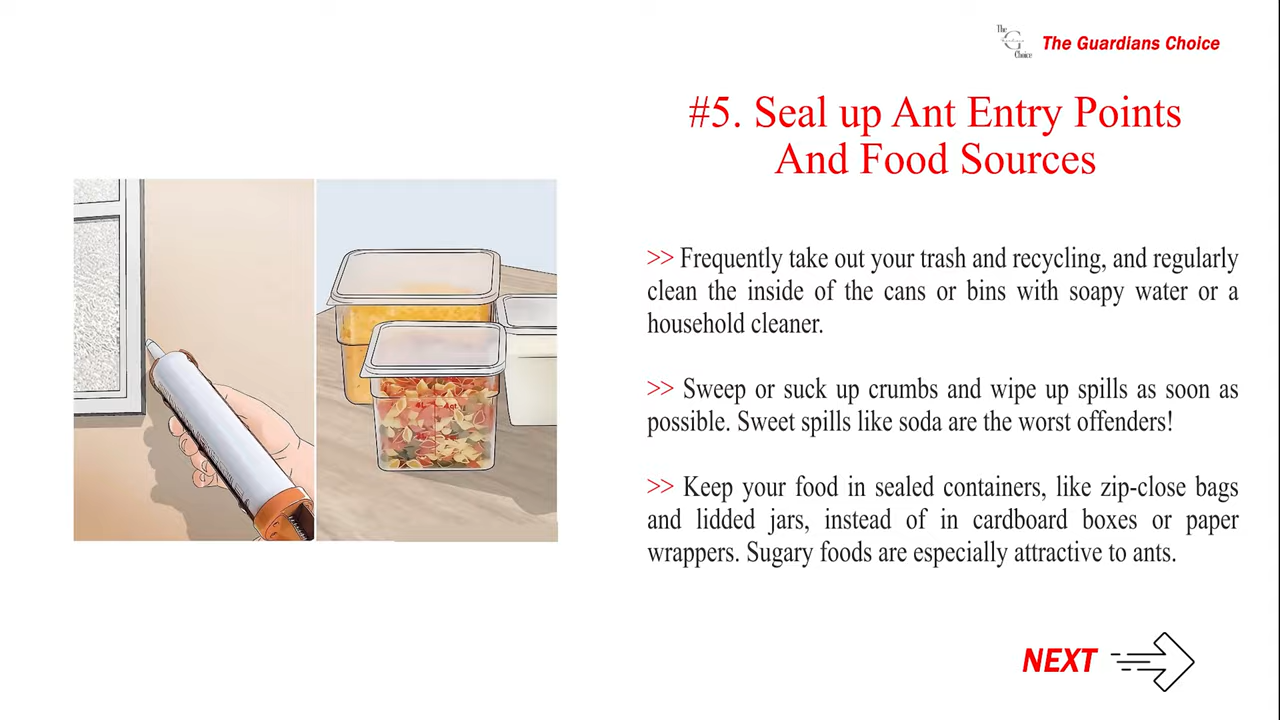 The
G
Choice
The Guardians Choice
#5. Seal up Ant Entry Points
And Food Sources
>> Frequently take out your trash and recycling, and regularly
clean the inside of the cans or bins with soapy water or a
household cleaner.
>> Sweep or suck up crumbs and wipe up spills as soon as
possible. Sweet spills like soda are the worst offenders!
>> Keep your food in sealed containers, like zip-close bags
and lidded jars, instead of in cardboard boxes or paper
wrappers. Sugary foods are especially attractive to ants.
NEXT